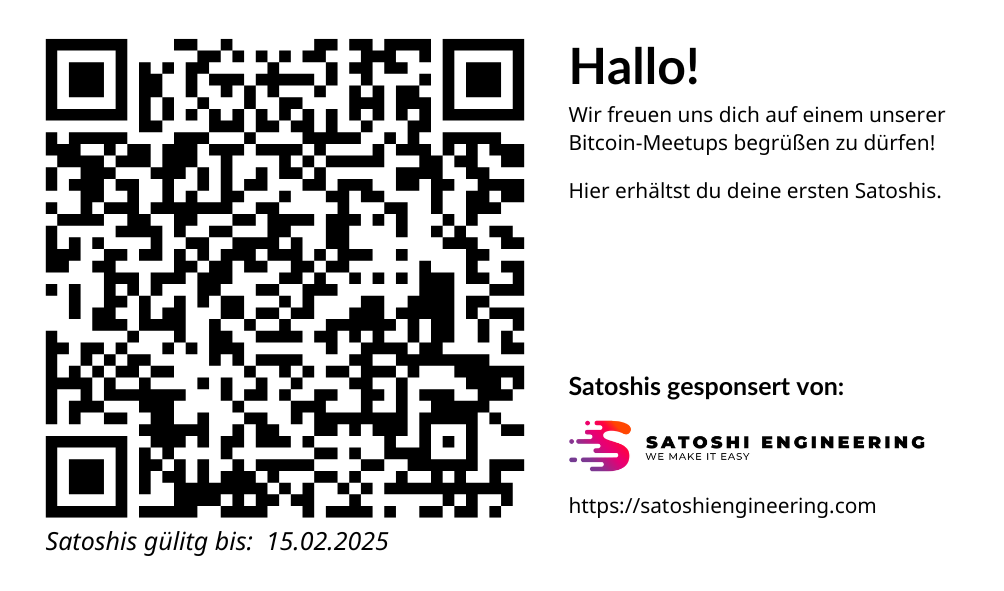 Hallo!
Wir freuen uns dich auf einem unserer
Bitcoin-Meetups begrüßen zu dürfen!
Hier erhältst du deine ersten Satoshis.
Satoshis gesponsert von:
SATOSHI ENGINEERING
WE MAKE IT EASY
https://satoshiengineering.com
Satoshis gülitg bis: 15.02.2025